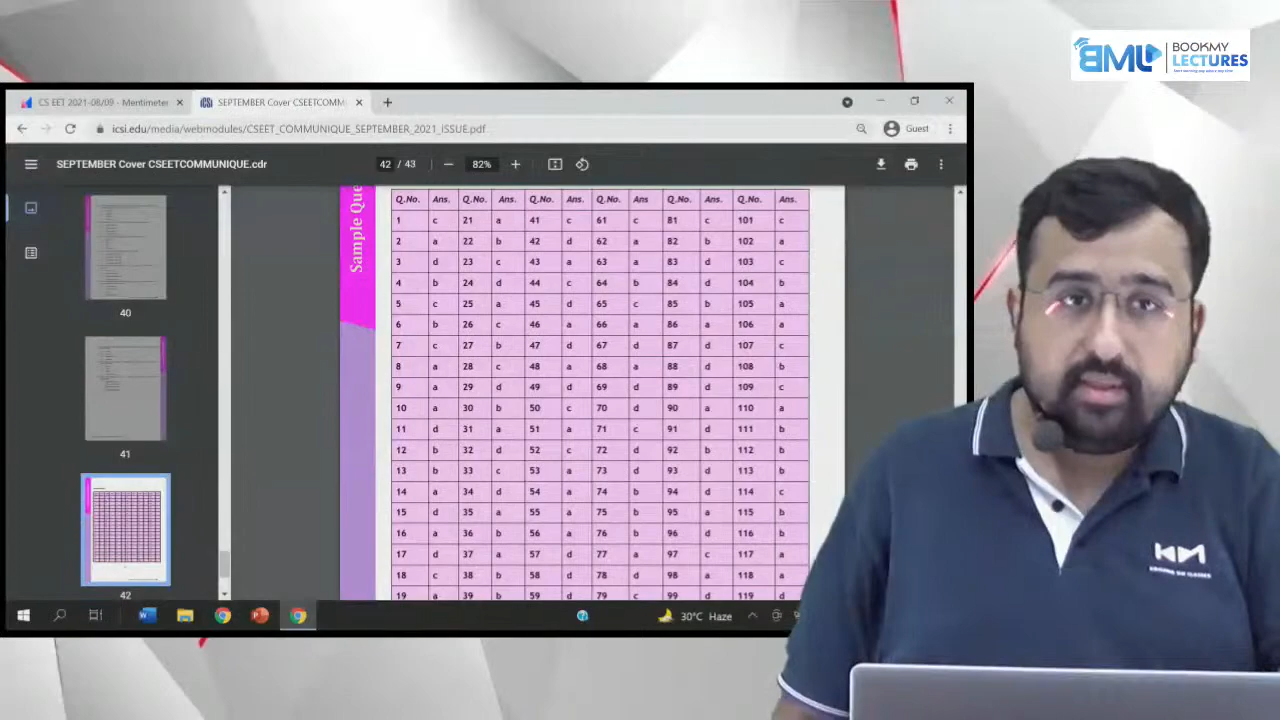 BML BOOKMY LECTURES
CS EET 2021-08/09 - Mentimeter
SEPTEMBER Cover CSEETCOMM
icsi.edu/media/webmodules/CSEET_COMMUNIQUE_SEPTEMBER_2021_ISSUE.pdf
Guest
SEPTEMBER Cover CSEETCOMMUNIQUE.cdr
42 / 43
82%
Sample Que
40
41
42
Q.No. Ans. Q.No. Ans. Q.No. Ans. Q.No. Ans Q.No. Ans. Q.No. Ans.
1 c 21 a 41 c 61 c 81 c 101 c
2 a 22 b 42 d 62 a 82 b 102 a
3 d 23 c 43 a 63 a 83 d 103 c
4 b 24 d 44 c 64 b 84 d 104 b
5 c 25 a 45 d 65 c 85 b 105 a
6 b 26 c 46 a 66 a 86 a 106 a
7 c 27 b 47 d 67 d 87 d 107 c
8 a 28 c 48 a 68 a 88 d 108 b
9 a 29 d 49 d 69 d 89 d 109 c
10 a 30 b 50 c 70 d 90 a 110 a
11 d 31 a 51 a 71 c 91 d 111 b
12 b 32 d 52 c 72 d 92 b 112 b
13 b 33 c 53 a 73 d 93 d 113 b
14 a 34 d 54 a 74 b 94 d 114 c
15 d 35 a 55 a 75 b 95 a 115 b
16 a 36 b 56 a 76 b 96 d 116 b
17 d 37 a 57 d 77 a 97 c 117 a
18 c 38 b 58 d 78 d 98 a 118 a
19 a 39 b 59 d 79 c 99 d 119 d
30°C Haze